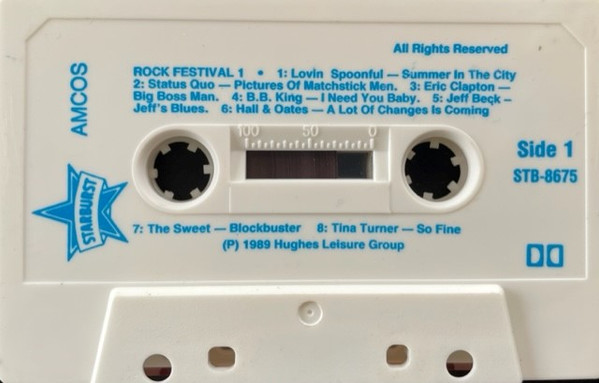 All Rights Reserved
AMCOS
ROCK FESTIVAL 1 • 1: Lovin Spoonful — Summer In The City
2: Status Quo — Pictures Of Matchstick Men. 3: Eric Clapton —
Big Boss Man. 4: B.B. King — I Need You Baby. 5: Jeff Beck –
Jeff's Blues. 6: Hall & Oates — A Lot Of Changes Is Coming
100 50 0
Side 1
STB-8675
STARBURST
7: The Sweet — Blockbuster 8: Tina Turner — So Fine
(P) 1989 Hughes Leisure Group